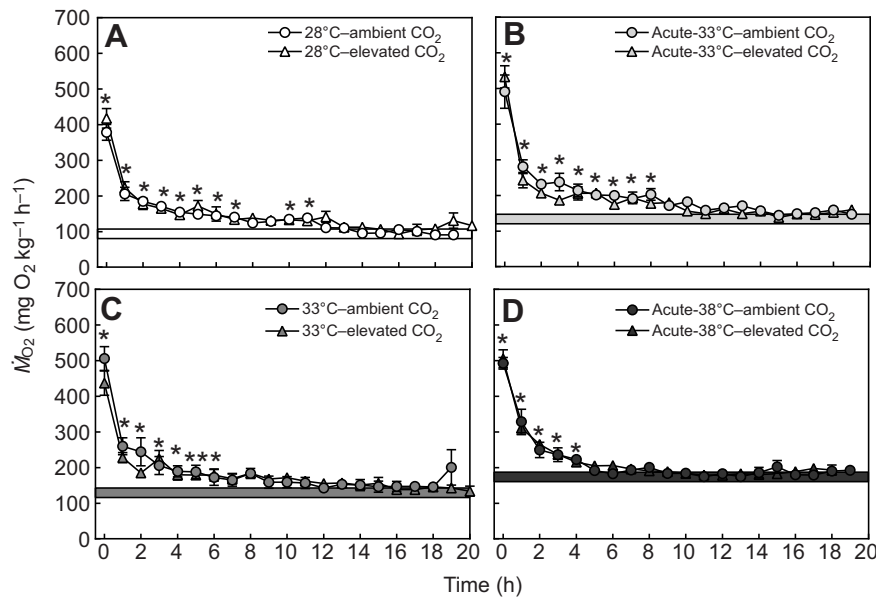 A
28°C–ambient CO2
28°C–elevated CO2
B
Acute-33°C–ambient CO2
Acute-33°C–elevated CO2
700
600
500
400
300
200
100
0
* * * * * * * * * *
* * * * * * * * *
C
33°C–ambient CO2
33°C–elevated CO2
D
Acute-38°C–ambient CO2
Acute-38°C–elevated CO2
700
600
500
400
300
200
100
0
* * * * * * * *
* * * * *
0 2 4 6 8 10 12 14 16 18 20
0 2 4 6 8 10 12 14 16 18 20
ṀO2 (mg O2 kg–1 h–1)
Time (h)